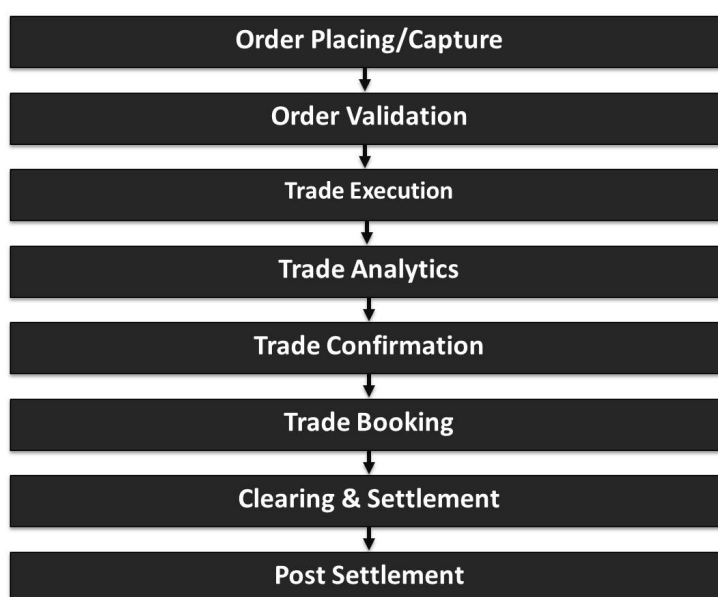 Order Placing/Capture
Order Validation
Trade Execution
Trade Analytics
Trade Confirmation
Trade Booking
Clearing & Settlement
Post Settlement